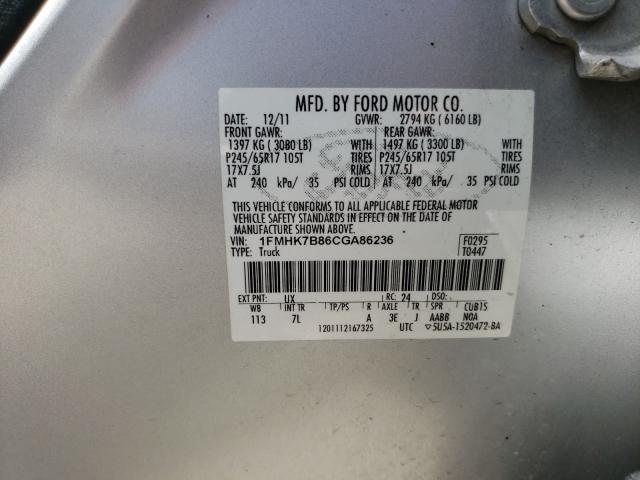 MFD. BY FORD MOTOR CO.
DATE: 12/11 GVWR: 2794 KG ( 6160 LB)
FRONT GAWR: REAR GAWR:
1397 KG ( 3080 LB) WITH 1497 KG ( 3300 LB) WITH
P245/65R17 105T TIRES P245/65R17 105T TIRES
17X7.5J RIMS 17X7.5J RIMS
AT 240 kPa/ 35 PSI COLD AT 240 kPa/ 35 PSI COLD
THIS VEHICLE CONFORMS TO ALL APPLICABLE FEDERAL MOTOR
VEHICLE SAFETY STANDARDS IN EFFECT ON THE DATE OF
MANUFACTURE SHOWN ABOVE.
VIN: 1FMHK7B86CGA86236 F0295
TYPE: Truck T0447
EXT PNT: UX RC: 24 DSO:
WB INT TR TP/PS R AXLE TR SPR CUB1S
113 7L A 3E J AABB NOA
1201112167325 UTC ▽5U5A-1520472-BA